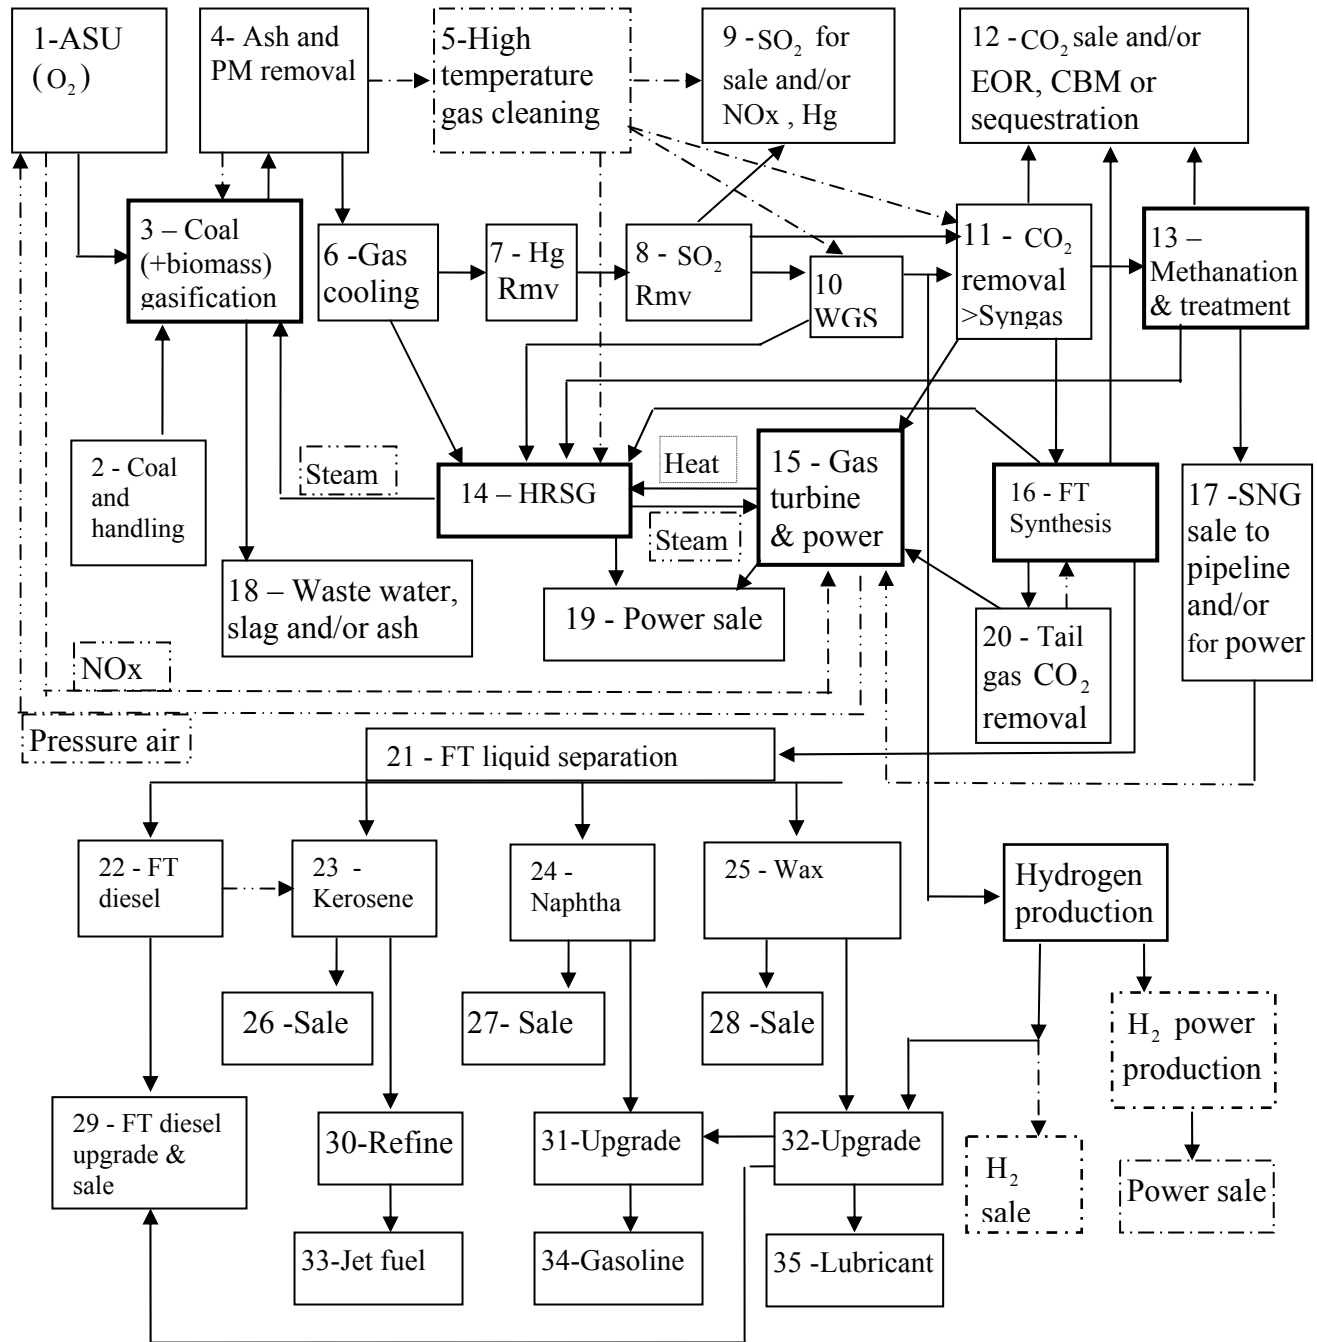 1-ASU
(O₂)
4- Ash and
PM removal
5-High
temperature
gas cleaning
9 -SO₂ for
sale and/or
NOx , Hg
12 -CO₂ sale and/or
EOR, CBM or
sequestration
3 – Coal
(+biomass)
gasification
6 -Gas
cooling
7 - Hg
Rmv
8 - SO₂
Rmv
10
WGS
11 - CO₂
removal
>Syngas
13 –
Methanation
& treatment
2 - Coal
and
handling
Steam
14 – HRSG
Heat
Steam
15 - Gas
turbine
& power
16 - FT
Synthesis
17 -SNG
sale to
pipeline
and/or
for power
18 – Waste water,
slag and/or ash
19 - Power sale
20 - Tail
gas CO₂
removal
NOx
Pressure air
21 - FT liquid separation
22 - FT
diesel
23 -
Kerosene
24 -
Naphtha
25 - Wax
Hydrogen
production
26 -Sale
27- Sale
28 -Sale
H₂ power
production
29 - FT diesel
upgrade &
sale
30-Refine
31-Upgrade
32-Upgrade
H₂
sale
Power sale
33-Jet fuel
34-Gasoline
35 -Lubricant